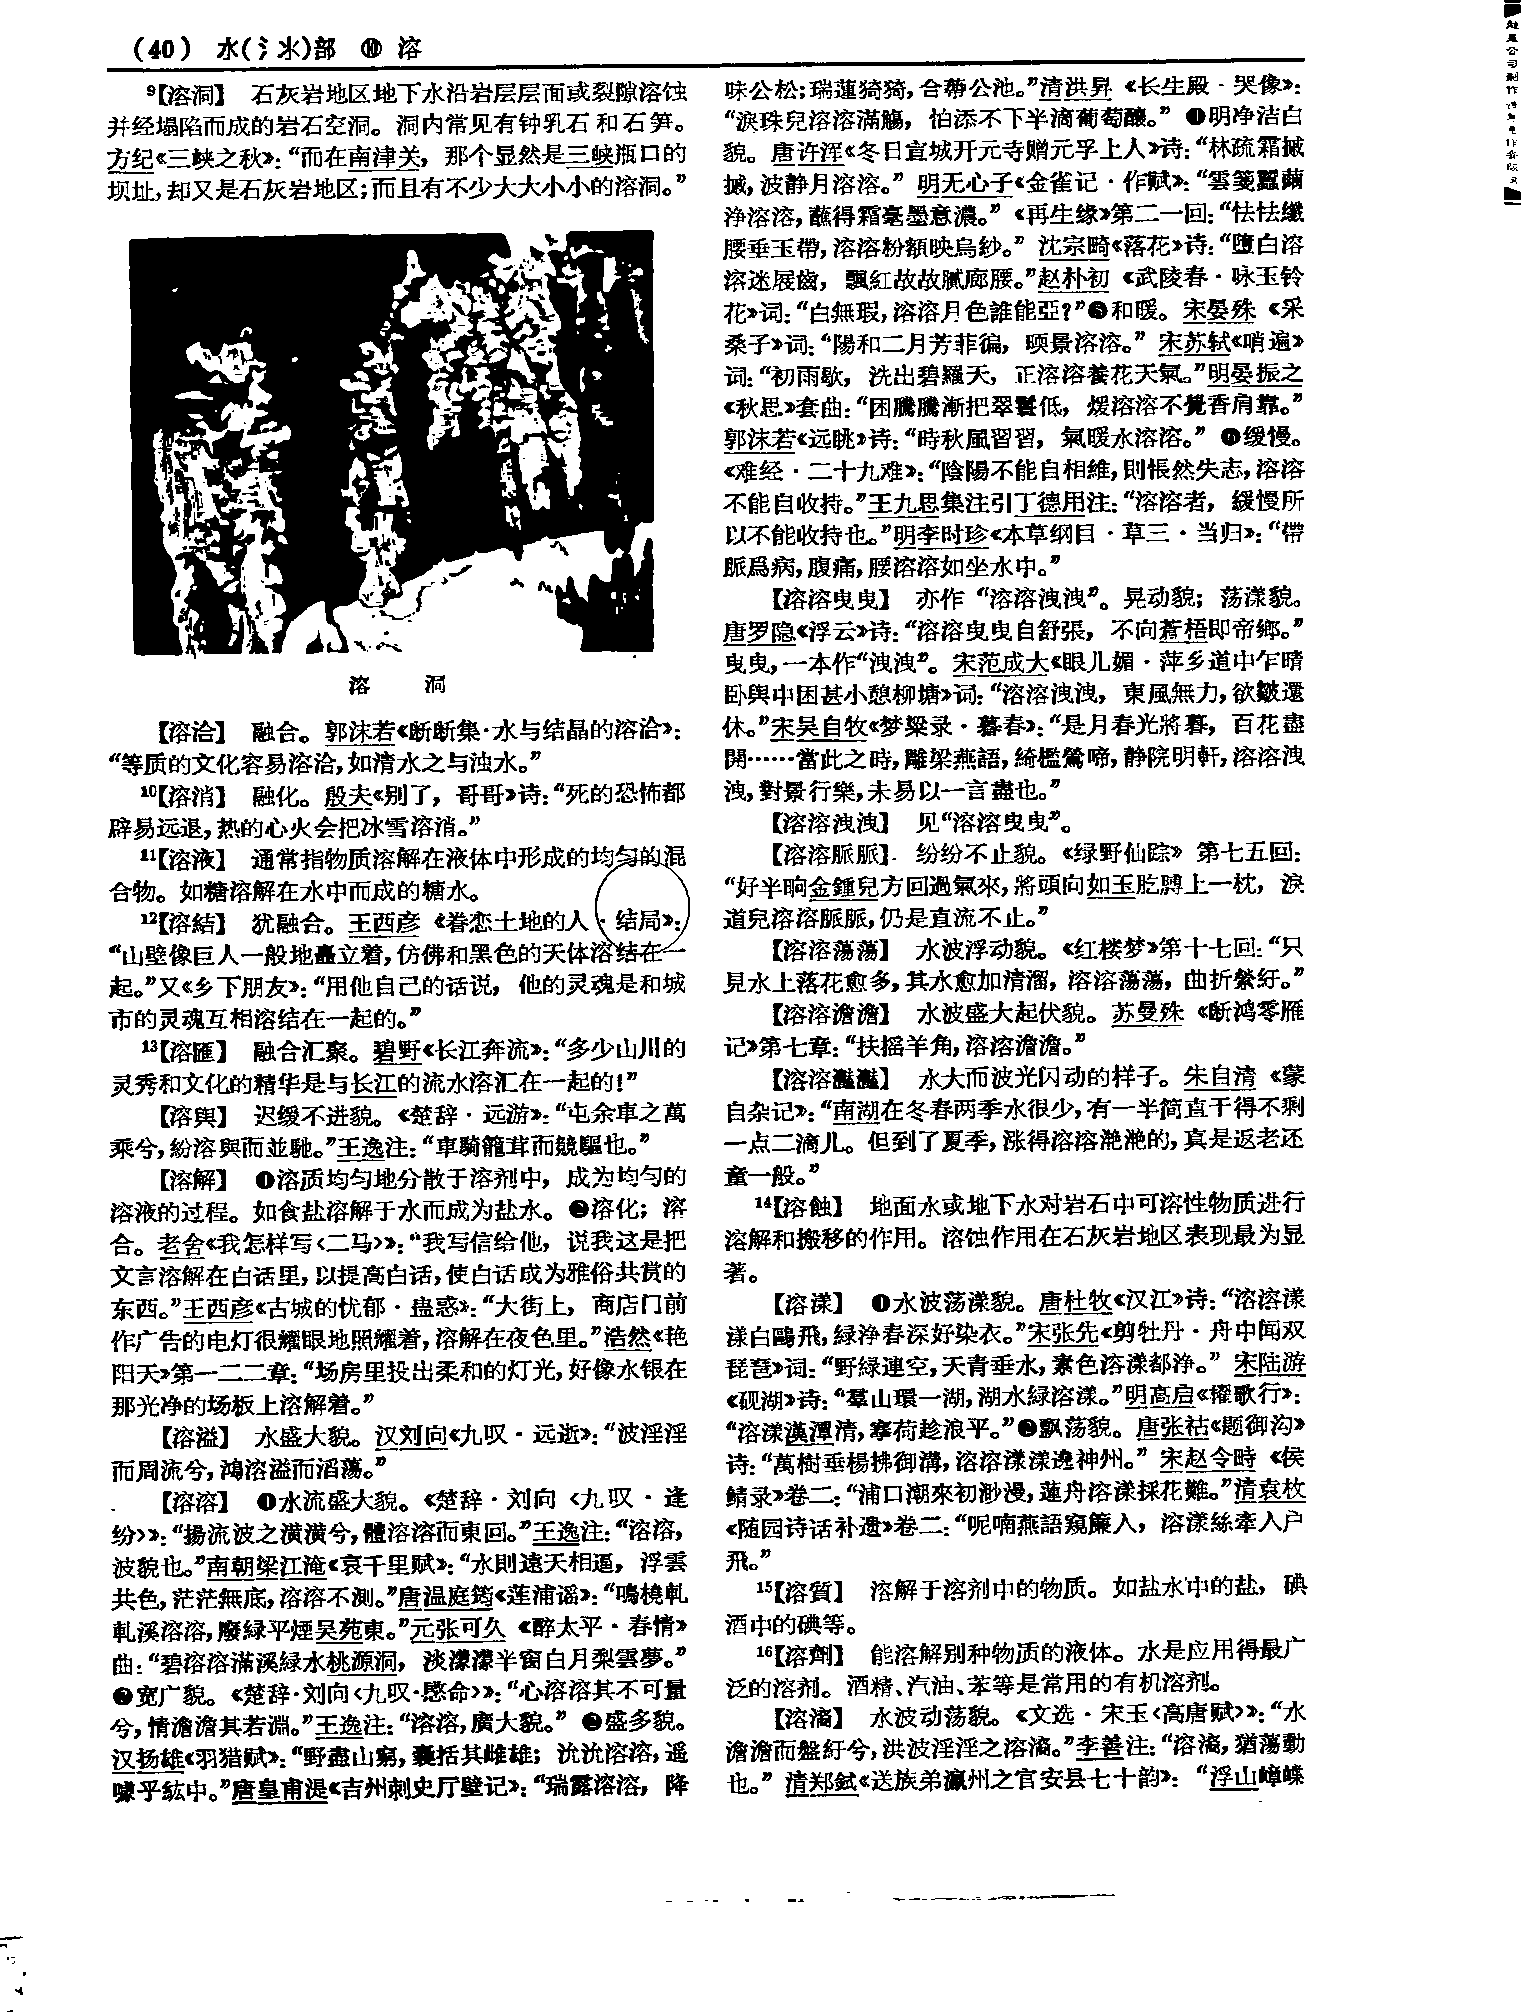 (40) 水(氵氺)部 ⑩ 溶
⁹【溶洞】 石灰岩地区地下水沿岩层层面或裂隙溶蚀
并经塌陷而成的岩石空洞。洞内常见有钟乳石和石笋。
方纪《三峡之秋》：“而在南津关，那个显然是三峡瓶口的
坝址，却又是石灰岩地区；而且有不少大大小小的溶洞。”
溶 洞
【溶洽】 融合。郭沫若《断断集·水与结晶的溶洽》：
“等质的文化容易溶洽，如清水之与浊水。”
¹⁰【溶消】 融化。殷夫《别了，哥哥》诗：“死的恐怖都
辟易远退，热的心火会把冰雪溶消。”
¹¹【溶液】 通常指物质溶解在液体中形成的均匀的混
合物。如糖溶解在水中而成的糖水。
¹²【溶結】 犹融合。王西彦《眷恋土地的人·结局》：
“山壁像巨人一般地矗立着，仿佛和黑色的天体溶结在一
起。”又《乡下朋友》：“用他自己的话说，他的灵魂是和城
市的灵魂互相溶结在一起的。”
¹³【溶匯】 融合汇聚。碧野《长江奔流》：“多少山川的
灵秀和文化的精华是与长江的流水溶汇在一起的！”
【溶與】 迟缓不进貌。《楚辞·远游》：“屯余車之萬
乘兮，紛溶與而並馳。”王逸注：“車騎籠茸而競驅也。”
【溶解】 ❶溶质均匀地分散于溶剂中，成为均匀的
溶液的过程。如食盐溶解于水而成为盐水。❷溶化；溶
合。老舍《我怎样写〈二马〉》：“我写信给他，说我这是把
文言溶解在白话里，以提高白话，使白话成为雅俗共赏的
东西。”王西彦《古城的忧郁·蛊惑》：“大街上，商店门前
作广告的电灯很耀眼地照耀着，溶解在夜色里。”浩然《艳
阳天》第一二二章：“场房里投出柔和的灯光，好像水银在
那光净的场板上溶解着。”
【溶溢】 水盛大貌。汉刘向《九叹·远逝》：“波淫淫
而周流兮，鴻溶溢而滔蕩。”
【溶溶】 ❶水流盛大貌。《楚辞·刘向〈九叹·逢
纷〉》：“揚流波之潢潢兮，體溶溶而東回。”王逸注：“溶溶，
波貌也。”南朝梁江淹《哀千里赋》：“水則遠天相逼，浮雲
共色，茫茫無底，溶溶不測。”唐温庭筠《莲浦谣》：“鳴橈軋
軋溪溶溶，廢緑平煙吴苑東。”元张可久《醉太平·春情》
曲：“碧溶溶滿溪緑水桃源洞，淡濛濛半窗白月梨雲夢。”
❷宽广貌。《楚辞·刘向〈九叹·愍命〉》：“心溶溶其不可量
兮，情澹澹其若淵。”王逸注：“溶溶，廣大貌。” ❸盛多貌。
汉扬雄《羽猎赋》：“野盡山窮，囊括其雌雄；沇沇溶溶，遥
噱乎紘中。”唐皇甫湜《吉州刺史厅壁记》：“瑞露溶溶，降
味公松；瑞蓮猗猗，合蒂公池。”清洪昇《长生殿·哭像》：
“淚珠兒溶溶滿觴，怕添不下半滴葡萄釀。” ❹明净洁白
貌。唐许浑《冬日宣城开元寺赠元孚上人》诗：“林疏霜摵
摵，波静月溶溶。” 明无心子《金雀记·作赋》：“雲箋蠶繭
浄溶溶，蘸得霜毫墨意濃。”《再生缘》第二一回：“怯怯纖
腰垂玉帶，溶溶粉額映烏紗。” 沈宗畸《落花》诗：“墮白溶
溶迷屐齒，飄紅故故膩廊腰。”赵朴初《武陵春·咏玉铃
花》词：“白無瑕，溶溶月色誰能亞？”❺和暖。宋晏殊《采
桑子》词：“陽和二月芳菲徧，暖景溶溶。” 宋苏轼《哨遍》
词：“初雨歇，洗出碧羅天，正溶溶養花天氣。”明晏振之
《秋思》套曲：“困騰騰漸把翠鬟低，煖溶溶不覺香肩靠。”
郭沫若《远眺》诗：“時秋風習習，氣暖水溶溶。” ❻缓慢。
《难经·二十九难》：“陰陽不能自相維，則悵然失志，溶溶
不能自收持。”王九思集注引丁德用注：“溶溶者，緩慢所
以不能收持也。”明李时珍《本草纲目·草三·当归》：“帶
脈爲病，腹痛，腰溶溶如坐水中。”
【溶溶曳曳】 亦作“溶溶洩洩”。晃动貌；荡漾貌。
唐罗隐《浮云》诗：“溶溶曳曳自舒張，不向蒼梧即帝鄉。”
曳曳，一本作“洩洩”。宋范成大《眼儿媚·萍乡道中乍晴
卧舆中困甚小憩柳塘》词：“溶溶洩洩，東風無力，欲皺還
休。”宋吴自牧《梦粱录·暮春》：“是月春光將暮，百花盡
開……當此之時，雕梁燕語，綺檻鶯啼，静院明軒，溶溶洩
洩，對景行樂，未易以一言盡也。”
【溶溶洩洩】 见“溶溶曳曳”。
【溶溶脈脈】 纷纷不止貌。《绿野仙踪》第七五回：
“好半晌金鍾兒方回過氣來，將頭向如玉肐膊上一枕，淚
道兒溶溶脈脈，仍是直流不止。”
【溶溶蕩蕩】 水波浮动貌。《红楼梦》第十七回：“只
見水上落花愈多，其水愈加清溜，溶溶蕩蕩，曲折縈紆。”
【溶溶澹澹】 水波盛大起伏貌。苏曼殊《断鸿零雁
记》第七章：“扶摇羊角，溶溶澹澹。”
【溶溶灩灩】 水大而波光闪动的样子。朱自清《蒙
自杂记》：“南湖在冬春两季水很少，有一半简直干得不剩
一点二滴儿。但到了夏季，涨得溶溶滟滟的，真是返老还
童一般。”
¹⁴【溶蝕】 地面水或地下水对岩石中可溶性物质进行
溶解和搬移的作用。溶蚀作用在石灰岩地区表现最为显
著。
【溶漾】 ❶水波荡漾貌。唐杜牧《汉江》诗：“溶溶漾
漾白鷗飛，緑浄春深好染衣。”宋张先《剪牡丹·舟中闻双
琵琶》词：“野緑連空，天青垂水，素色溶漾都浄。” 宋陆游
《砚湖》诗：“羣山環一湖，湖水緑溶漾。”明高启《櫂歌行》：
“溶漾漢潭清，搴荷趁浪平。”❷飘荡貌。唐张祜《题御沟》
诗：“萬樹垂楊拂御溝，溶溶漾漾遶神州。” 宋赵令畤《侯
鲭录》卷二：“浦口潮來初渺漫，蓮舟溶漾採花難。”清袁枚
《随园诗话补遗》卷二：“呢喃燕語窺簾人，溶漾絲牽入户
飛。”
¹⁵【溶質】 溶解于溶剂中的物质。如盐水中的盐，碘
酒中的碘等。
¹⁶【溶劑】 能溶解别种物质的液体。水是应用得最广
泛的溶剂。酒精、汽油、苯等是常用的有机溶剂。
【溶㵝】 水波动荡貌。《文选·宋玉〈高唐赋〉》：“水
澹澹而盤紆兮，洪波淫淫之溶㵝。”李善注：“溶㵝，猶蕩動
也。” 清郑鉽《送族弟瀛州之官安县七十韵》：“浮山嶂嵲